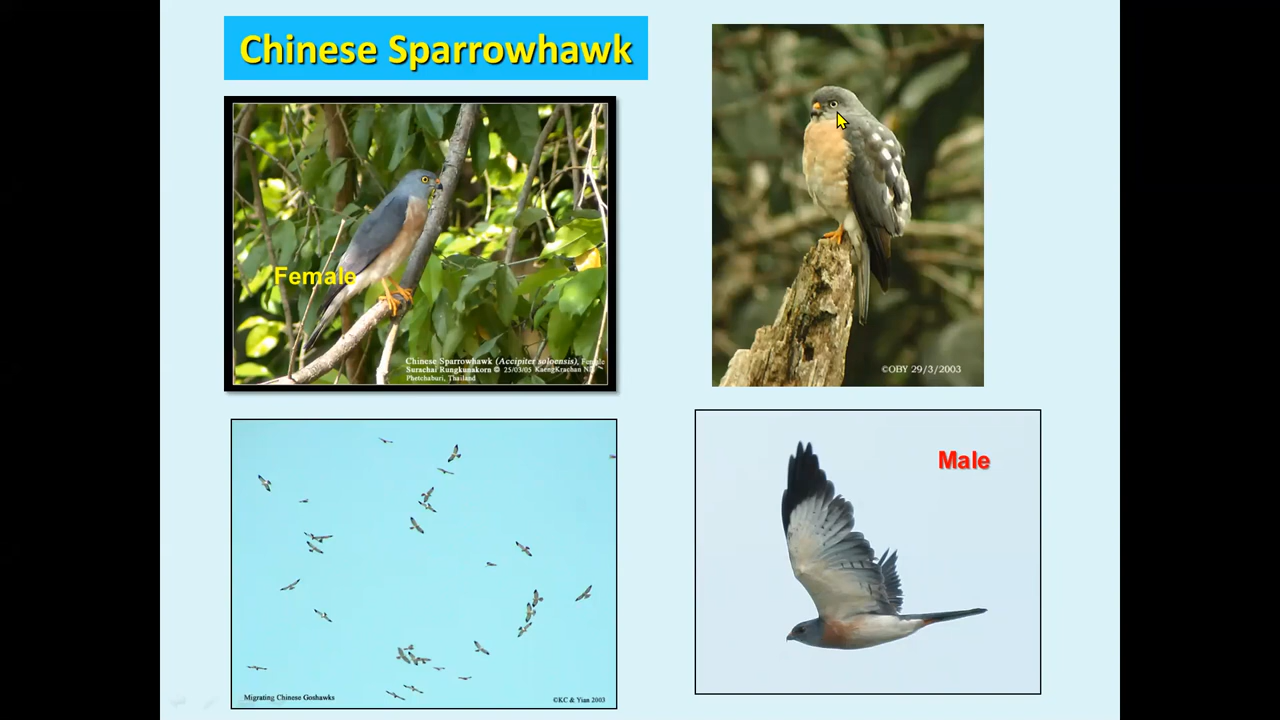 Chinese Sparrowhawk
Female
Chinese Sparrowhawk (Accipiter soloensis), Female
Surachai Rungkunakorn © 25/03/05 KaengKrachan NP.
Phetchaburi, Thailand
©OBY 29/3/2003
Male
Migrating Chinese Goshawks
©KC & Yian 2003